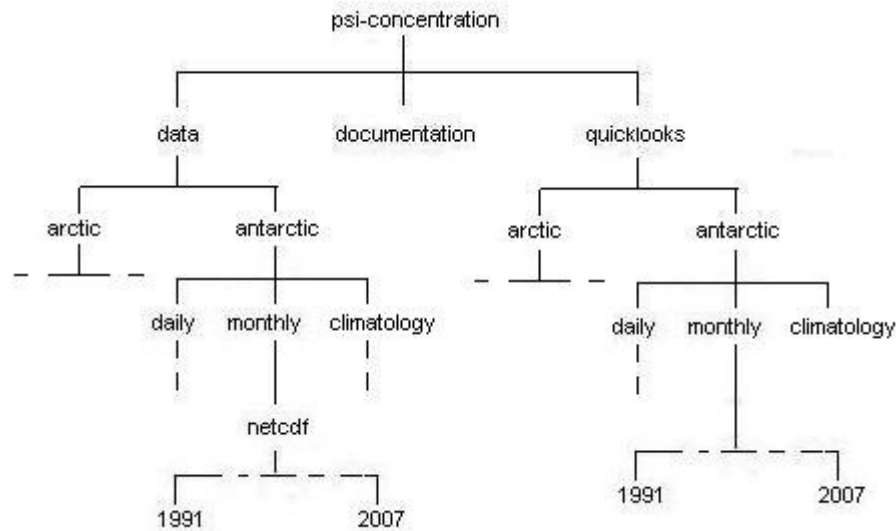 psi-concentration
data documentation quicklooks
arctic antarctic arctic antarctic
daily monthly climatology daily monthly climatology
netcdf
1991 2007 1991 2007